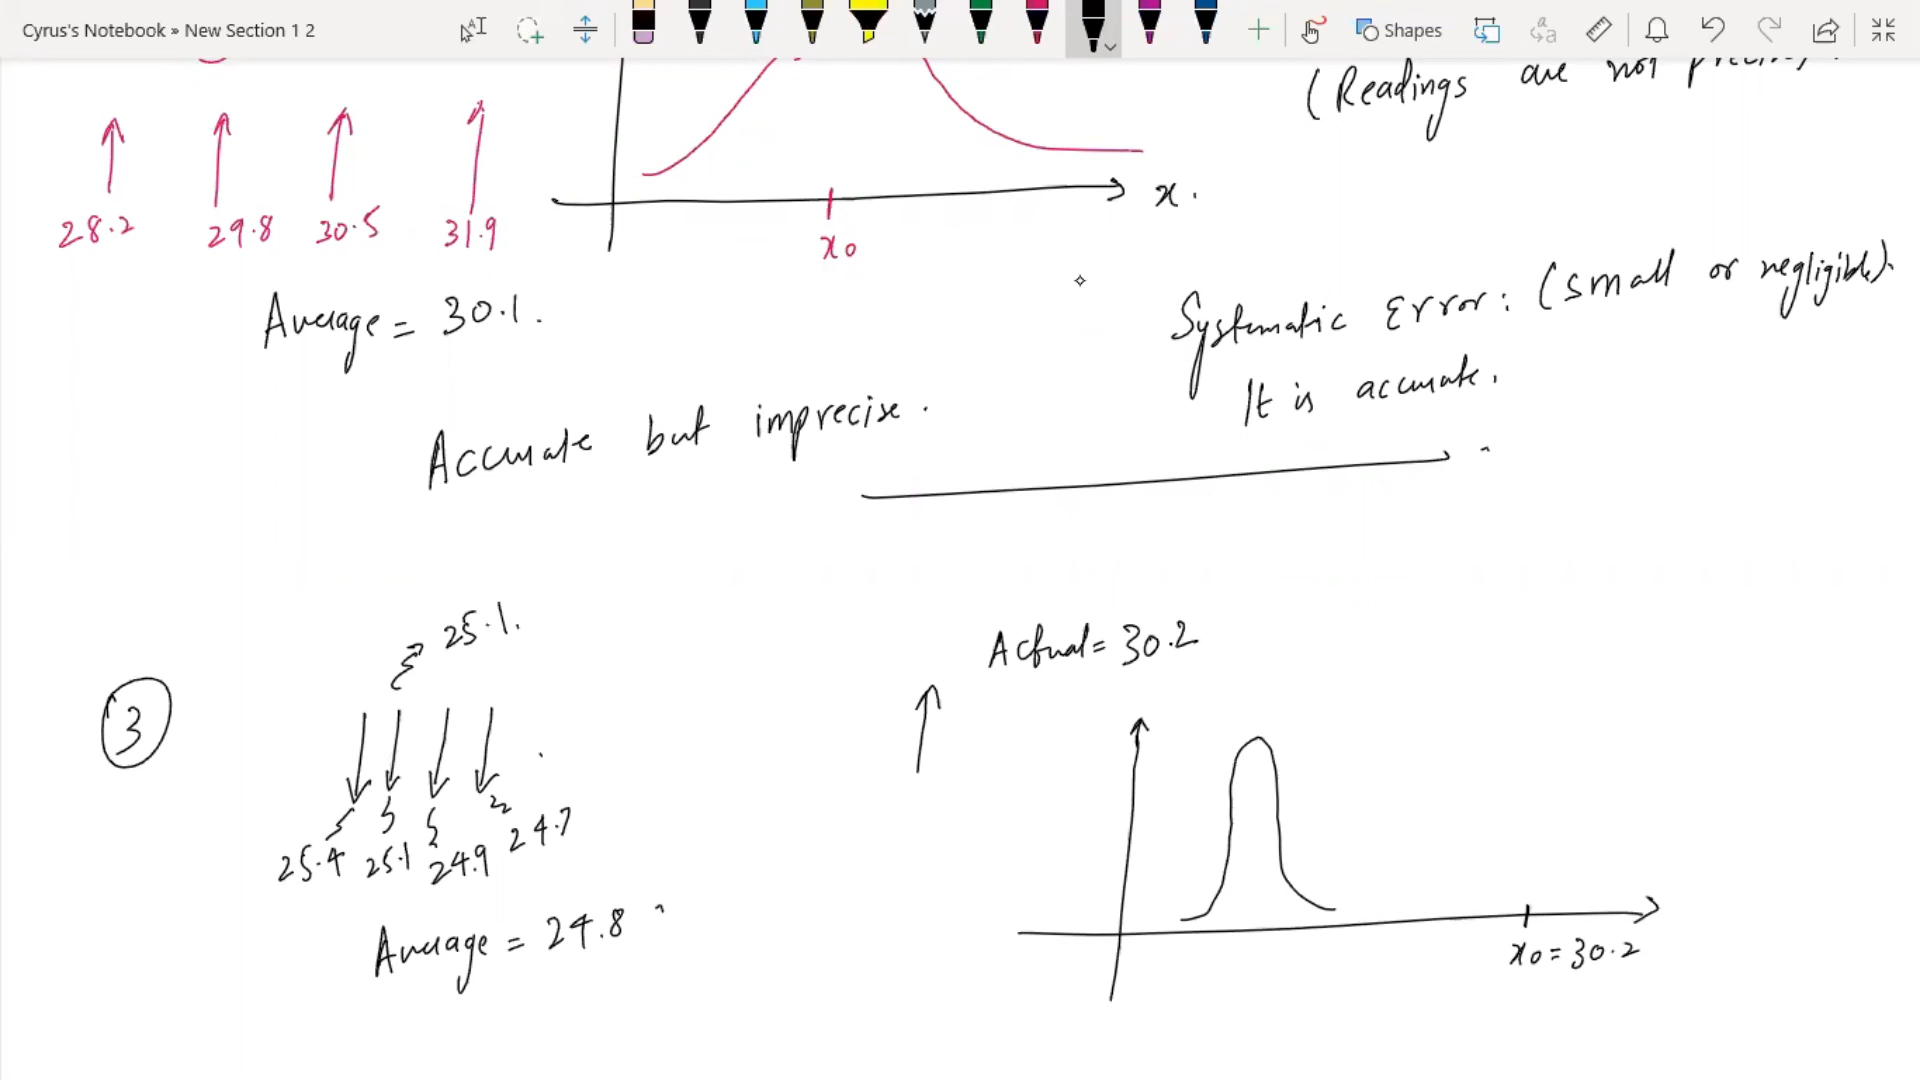 Cyrus's Notebook » New Section 1 2
Shapes
(Readings are not
28.2 29.8 30.5 31.9
x.
x0
Average = 30.1.
Systematic Error: (small or negligible).
It is accurate.
Accurate but imprecise.
25.1.
3
Actual = 30.2
25.4 25.1 24.9 24.7
Average = 24.8
x0 = 30.2